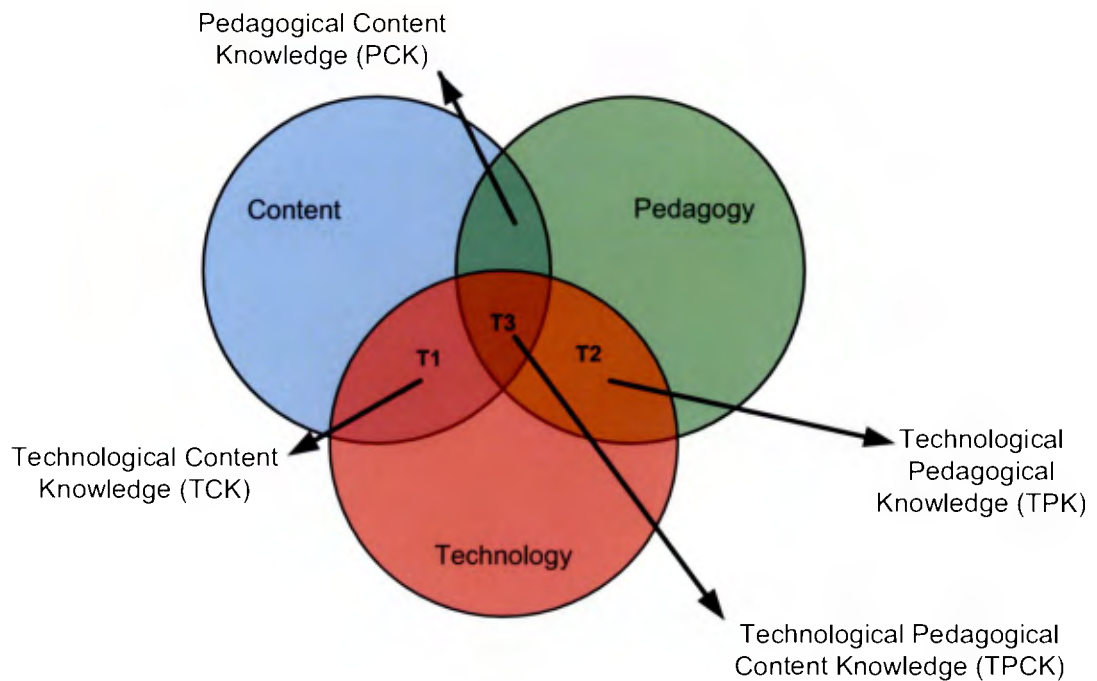 Pedagogical Content
Knowledge (PCK)
Content
Pedagogy
T3
T1
T2
Technological Content
Knowledge (TCK)
Technological
Pedagogical
Knowledge (TPK)
Technology
Technological Pedagogical
Content Knowledge (TPCK)